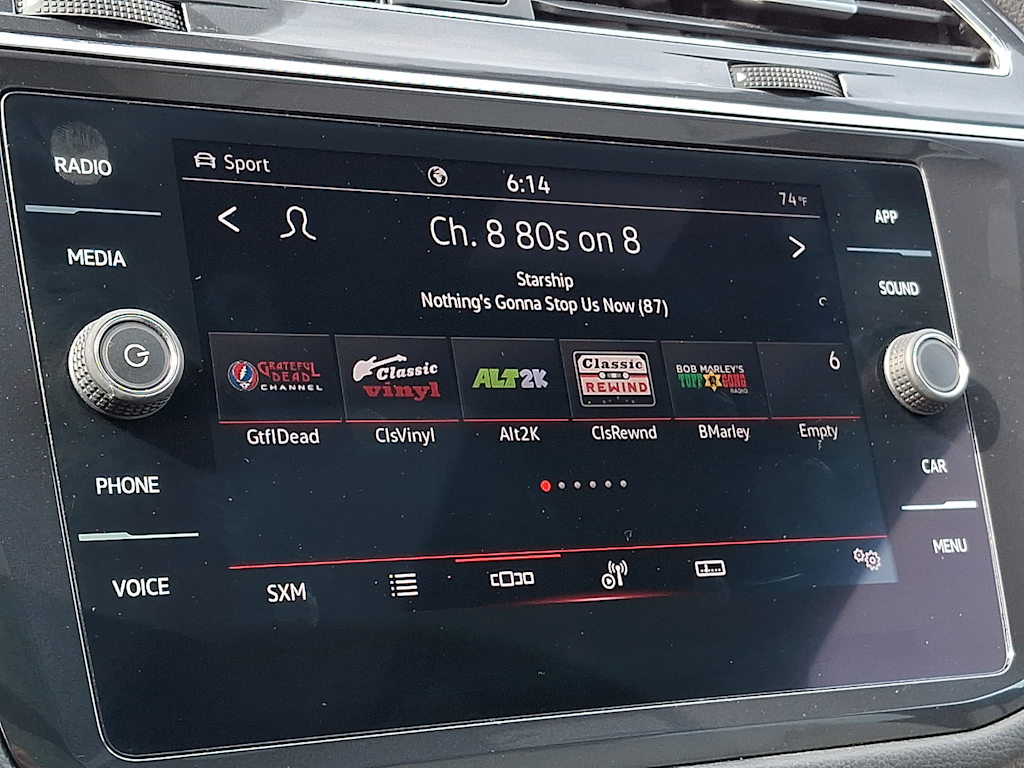 RADIO
MEDIA
PHONE
VOICE
Sport
6:14
74°F
Ch. 8 80s on 8
Starship
Nothing's Gonna Stop Us Now (87)
GRATEFUL
DEAD
CHANNEL
Classic
vinyl
ALT2K
Classic
REWIND
BOB MARLEY'S
TUFF GONG
RADIO
6
GtflDead
ClsVinyl
Alt2K
ClsRewnd
BMarley
Empty
SXM
APP
SOUND
CAR
MENU